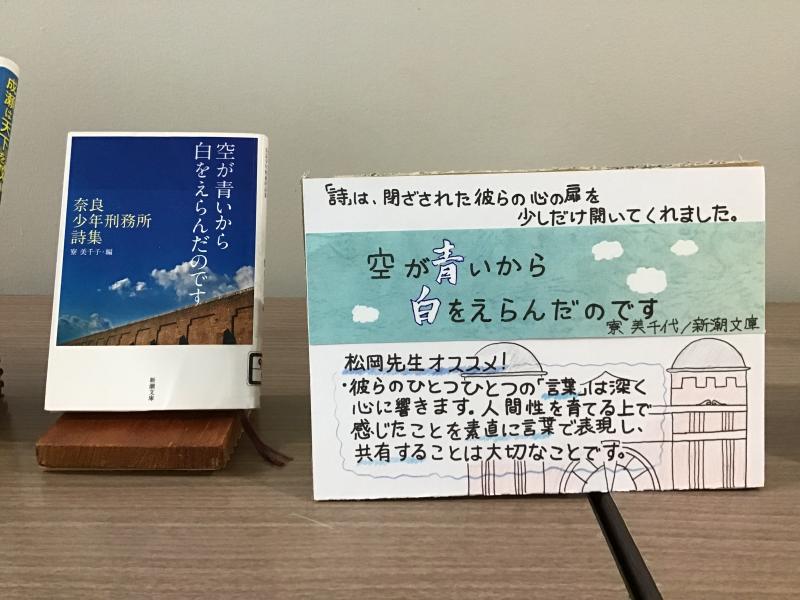 成瀬は天下を
空が青いから
白をえらんだのです
奈良
少年刑務所
詩集
寮 美千子・編
新潮文庫
「詩」は、閉ざされた彼らの心の扉を
少しだけ開いてくれました。
空が青いから
白をえらんだのです
寮 美千代/新潮文庫
松岡先生オススメ!
・彼らのひとつひとつの「言葉」は深く
心に響きます。人間性を育てる上で
感じたことを素直に言葉で表現し、
共有することは大切なことです。